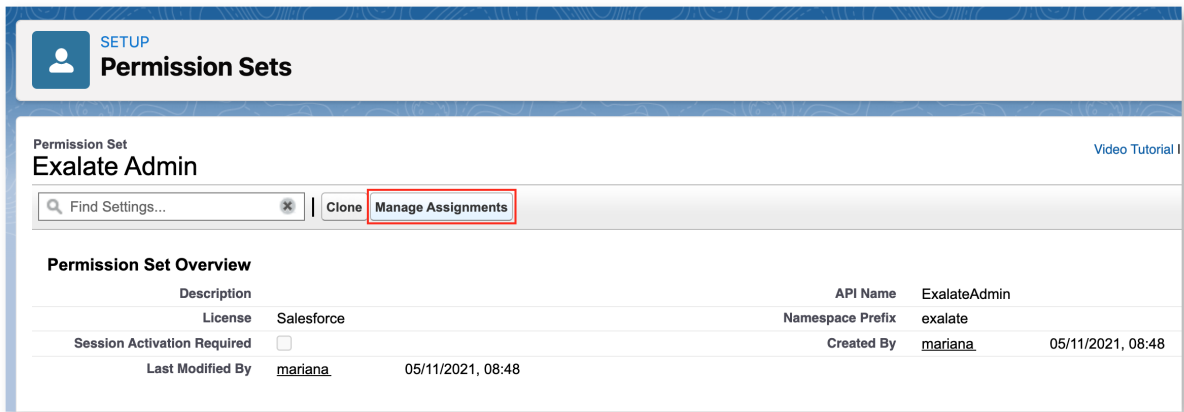 SETUP
Permission Sets
Permission Set
Exalate Admin
Video Tutorial |
Find Settings...
Clone
Manage Assignments
Permission Set Overview
Description
API Name ExalateAdmin
License Salesforce
Namespace Prefix exalate
Session Activation Required
Created By mariana 05/11/2021, 08:48
Last Modified By mariana 05/11/2021, 08:48